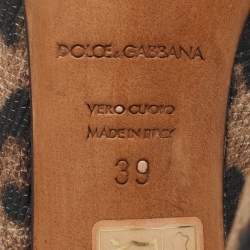 DOLCE & GABBANA
VERO CUOIO
MADE IN ITALY
39